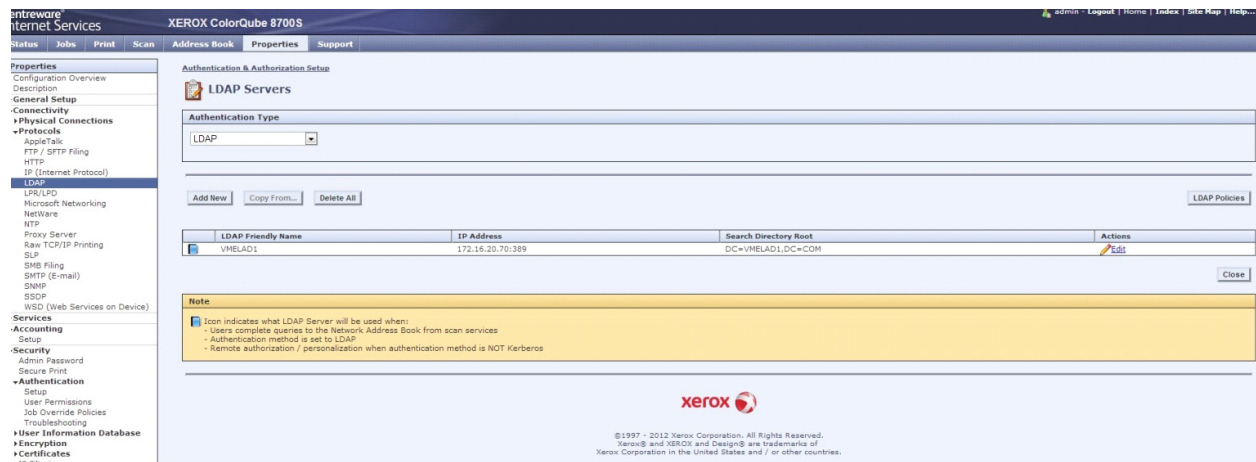 entreware®
nternet Services
XEROX ColorQube 8700S
admin - Logout | Home | Index | Site Map | Help...
Status Jobs Print Scan Address Book Properties Support
Properties
Configuration Overview
Description
General Setup
Connectivity
Physical Connections
Protocols
AppleTalk
FTP / SFTP Filing
HTTP
IP (Internet Protocol)
LDAP
LPR/LPD
Microsoft Networking
NetWare
NTP
Proxy Server
Raw TCP/IP Printing
SLP
SMB Filing
SMTP (E-mail)
SNMP
SSDP
WSD (Web Services on Device)
Services
Accounting
Setup
Security
Admin Password
Secure Print
Authentication
Setup
User Permissions
Job Override Policies
Troubleshooting
User Information Database
Encryption
Certificates
Authentication & Authorization Setup
LDAP Servers
Authentication Type
LDAP
Add New Copy From... Delete All LDAP Policies
LDAP Friendly Name IP Address Search Directory Root Actions
VMELAD1 172.16.20.70:389 DC=VMELAD1,DC=COM Edit
Close
Note
Icon indicates what LDAP Server will be used when:
- Users complete queries to the Network Address Book from scan services
- Authentication method is set to LDAP
- Remote authorization / personalization when authentication method is NOT Kerberos
xerox
©1997 - 2012 Xerox Corporation. All Rights Reserved.
Xerox® and XEROX and Design® are trademarks of
Xerox Corporation in the United States and / or other countries.